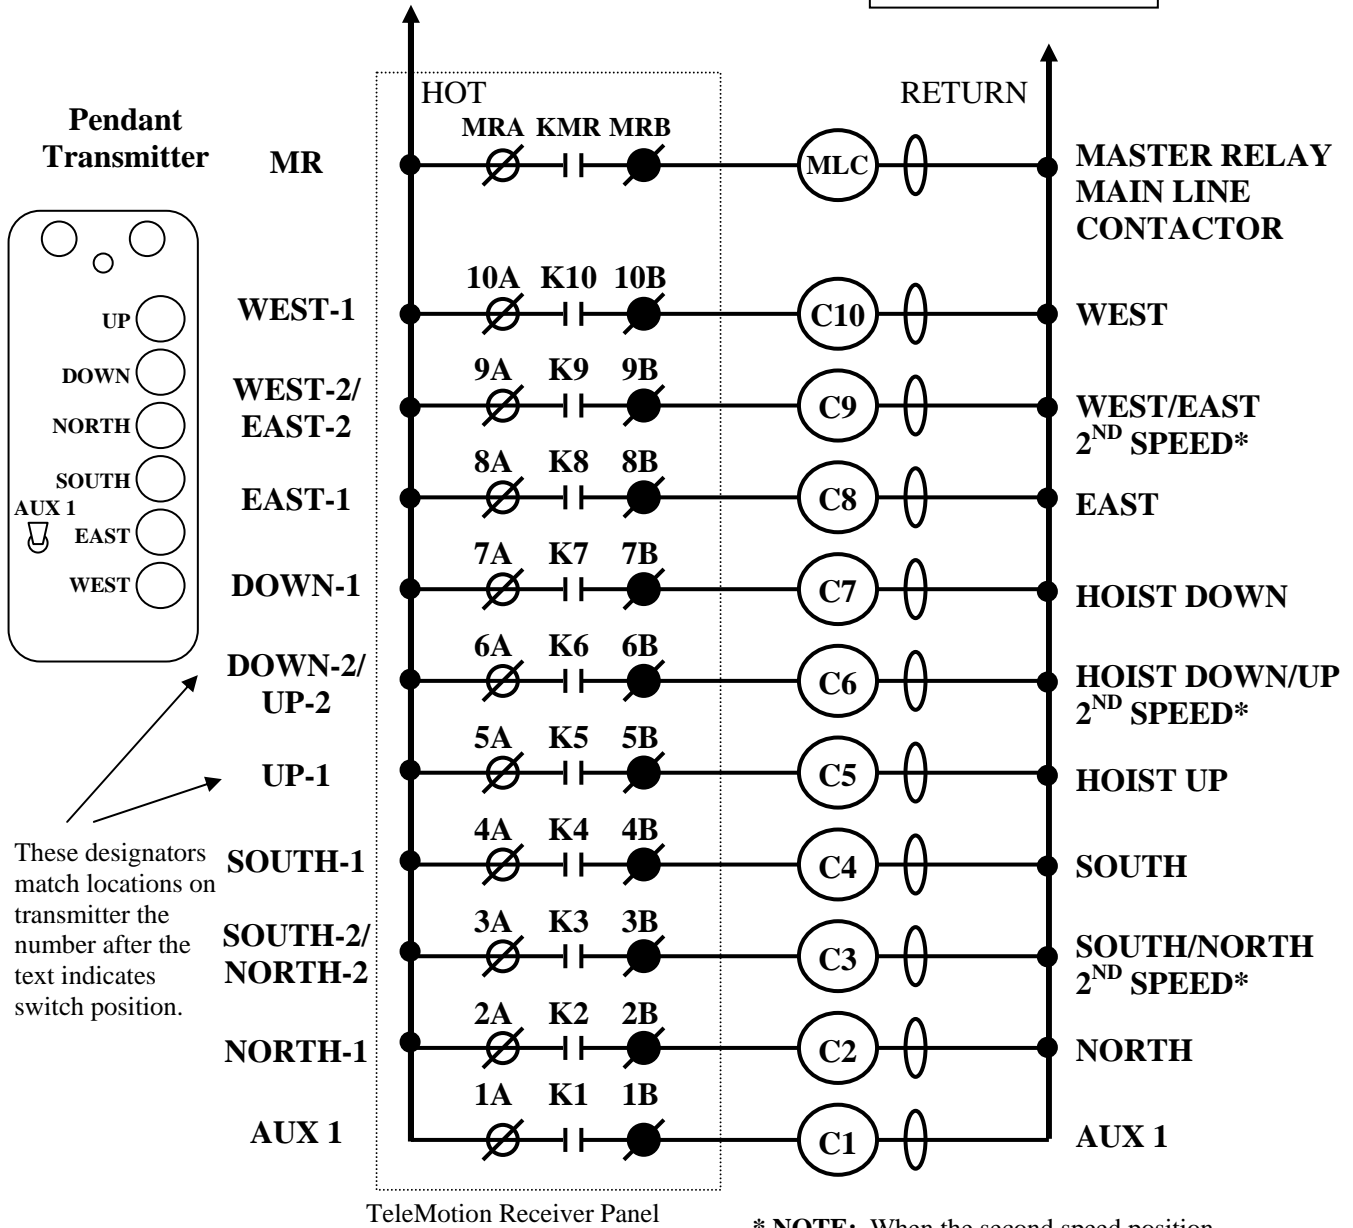 HOT
RETURN
Pendant
Transmitter
MR
MRA KMR MRB
MLC
MASTER RELAY
MAIN LINE
CONTACTOR
UP
DOWN
NORTH
SOUTH
AUX 1
EAST
WEST
WEST-1
10A K10 10B
C10
WEST
WEST-2/
EAST-2
9A K9 9B
C9
WEST/EAST
2ND SPEED*
EAST-1
8A K8 8B
C8
EAST
DOWN-1
7A K7 7B
C7
HOIST DOWN
DOWN-2/
UP-2
6A K6 6B
C6
HOIST DOWN/UP
2ND SPEED*
UP-1
5A K5 5B
C5
HOIST UP
These designators
match locations on
transmitter the
number after the
text indicates
switch position.
SOUTH-1
4A K4 4B
C4
SOUTH
SOUTH-2/
NORTH-2
3A K3 3B
C3
SOUTH/NORTH
2ND SPEED*
NORTH-1
2A K2 2B
C2
NORTH
AUX 1
1A K1 1B
C1
AUX 1
TeleMotion Receiver Panel
* NOTE: When the second speed position